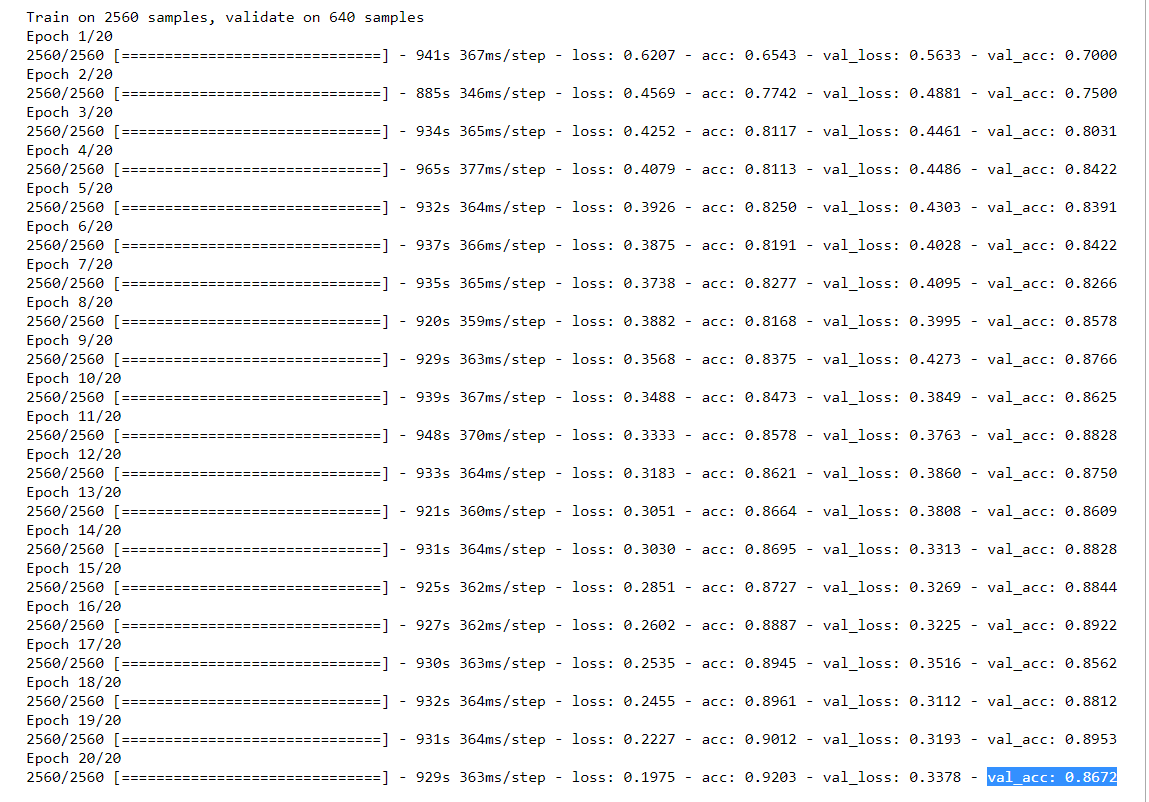 Train on 2560 samples, validate on 640 samples
Epoch 1/20
2560/2560 [==============================] - 941s 367ms/step - loss: 0.6207 - acc: 0.6543 - val_loss: 0.5633 - val_acc: 0.7000
Epoch 2/20
2560/2560 [==============================] - 885s 346ms/step - loss: 0.4569 - acc: 0.7742 - val_loss: 0.4881 - val_acc: 0.7500
Epoch 3/20
2560/2560 [==============================] - 934s 365ms/step - loss: 0.4252 - acc: 0.8117 - val_loss: 0.4461 - val_acc: 0.8031
Epoch 4/20
2560/2560 [==============================] - 965s 377ms/step - loss: 0.4079 - acc: 0.8113 - val_loss: 0.4486 - val_acc: 0.8422
Epoch 5/20
2560/2560 [==============================] - 932s 364ms/step - loss: 0.3926 - acc: 0.8250 - val_loss: 0.4303 - val_acc: 0.8391
Epoch 6/20
2560/2560 [==============================] - 937s 366ms/step - loss: 0.3875 - acc: 0.8191 - val_loss: 0.4028 - val_acc: 0.8422
Epoch 7/20
2560/2560 [==============================] - 935s 365ms/step - loss: 0.3738 - acc: 0.8277 - val_loss: 0.4095 - val_acc: 0.8266
Epoch 8/20
2560/2560 [==============================] - 920s 359ms/step - loss: 0.3882 - acc: 0.8168 - val_loss: 0.3995 - val_acc: 0.8578
Epoch 9/20
2560/2560 [==============================] - 929s 363ms/step - loss: 0.3568 - acc: 0.8375 - val_loss: 0.4273 - val_acc: 0.8766
Epoch 10/20
2560/2560 [==============================] - 939s 367ms/step - loss: 0.3488 - acc: 0.8473 - val_loss: 0.3849 - val_acc: 0.8625
Epoch 11/20
2560/2560 [==============================] - 948s 370ms/step - loss: 0.3333 - acc: 0.8578 - val_loss: 0.3763 - val_acc: 0.8828
Epoch 12/20
2560/2560 [==============================] - 933s 364ms/step - loss: 0.3183 - acc: 0.8621 - val_loss: 0.3860 - val_acc: 0.8750
Epoch 13/20
2560/2560 [==============================] - 921s 360ms/step - loss: 0.3051 - acc: 0.8664 - val_loss: 0.3808 - val_acc: 0.8609
Epoch 14/20
2560/2560 [==============================] - 931s 364ms/step - loss: 0.3030 - acc: 0.8695 - val_loss: 0.3313 - val_acc: 0.8828
Epoch 15/20
2560/2560 [==============================] - 925s 362ms/step - loss: 0.2851 - acc: 0.8727 - val_loss: 0.3269 - val_acc: 0.8844
Epoch 16/20
2560/2560 [==============================] - 927s 362ms/step - loss: 0.2602 - acc: 0.8887 - val_loss: 0.3225 - val_acc: 0.8922
Epoch 17/20
2560/2560 [==============================] - 930s 363ms/step - loss: 0.2535 - acc: 0.8945 - val_loss: 0.3516 - val_acc: 0.8562
Epoch 18/20
2560/2560 [==============================] - 932s 364ms/step - loss: 0.2455 - acc: 0.8961 - val_loss: 0.3112 - val_acc: 0.8812
Epoch 19/20
2560/2560 [==============================] - 931s 364ms/step - loss: 0.2227 - acc: 0.9012 - val_loss: 0.3193 - val_acc: 0.8953
Epoch 20/20
2560/2560 [==============================] - 929s 363ms/step - loss: 0.1975 - acc: 0.9203 - val_loss: 0.3378 - val_acc: 0.8672